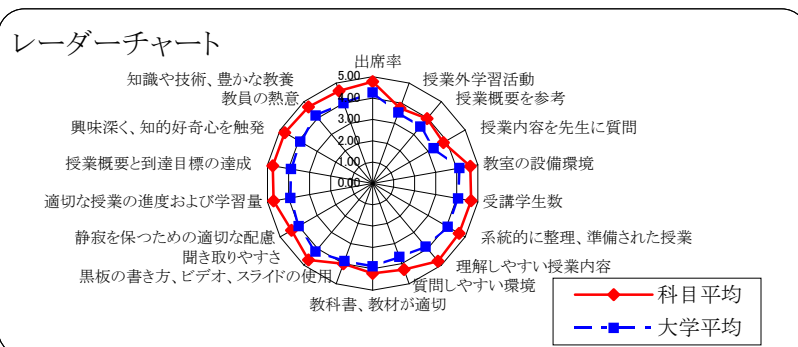 レーダーチャート
出席率
授業外学習活動
授業概要を参考
授業内容を先生に質問
教室の設備環境
受講学生数
系統的に整理、準備された授業
理解しやすい授業内容
質問しやすい環境
教科書、教材が適切
黒板の書き方、ビデオ、スライドの使用
聞き取りやすさ
静寂を保つための適切な配慮
適切な授業の進度および学習量
授業概要と到達目標の達成
興味深く、知的好奇心を触発
教員の熱意
知識や技術、豊かな教養
5.00
4.00
3.00
2.00
1.00
0.00
科目平均
大学平均